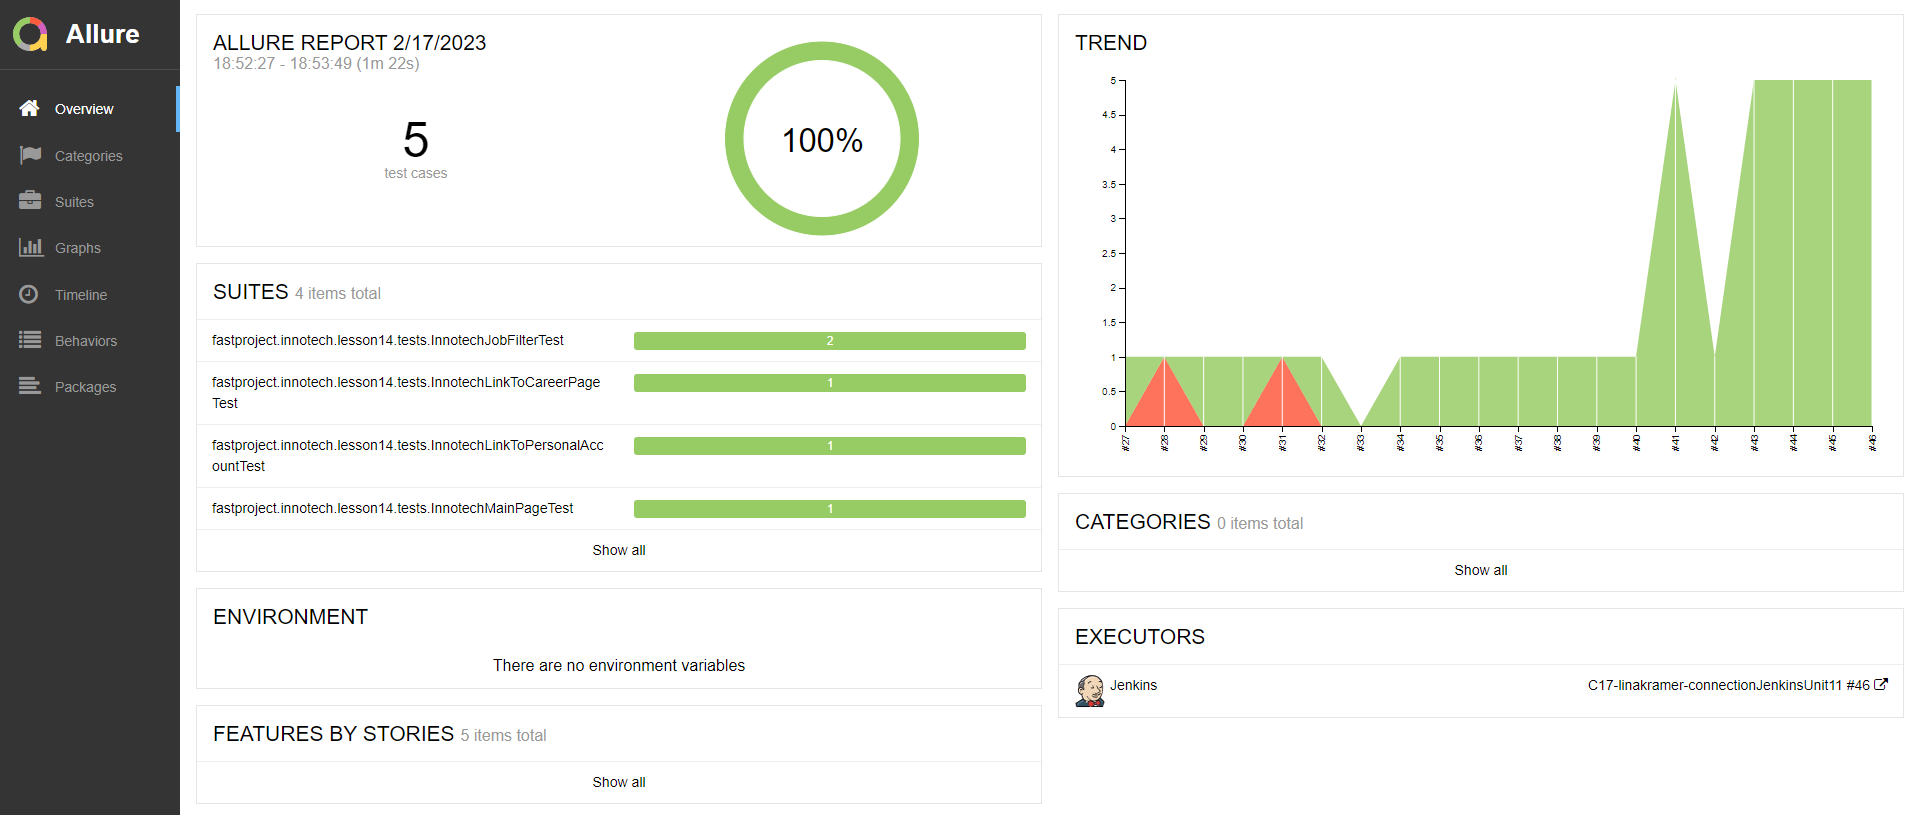 Allure
Overview
Categories
Suites
Graphs
Timeline
Behaviors
Packages
ALLURE REPORT 2/17/2023
18:52:27 - 18:53:49 (1m 22s)
5
test cases
100%
SUITES 4 items total
fastproject.innotech.lesson14.tests.InnotechJobFilterTest
2
fastproject.innotech.lesson14.tests.InnotechLinkToCareerPage
Test
1
fastproject.innotech.lesson14.tests.InnotechLinkToPersonalAcc
ountTest
1
fastproject.innotech.lesson14.tests.InnotechMainPageTest
1
Show all
ENVIRONMENT
There are no environment variables
FEATURES BY STORIES 5 items total
Show all
TREND
5
4.5
4
3.5
3
2.5
2
1.5
1
0.5
0
#27
#28
#29
#30
#31
#32
#33
#34
#35
#36
#37
#38
#39
#40
#41
#42
#43
#44
#45
#46
CATEGORIES 0 items total
Show all
EXECUTORS
Jenkins
C17-linakramer-connectionJenkinsUnit11 #46